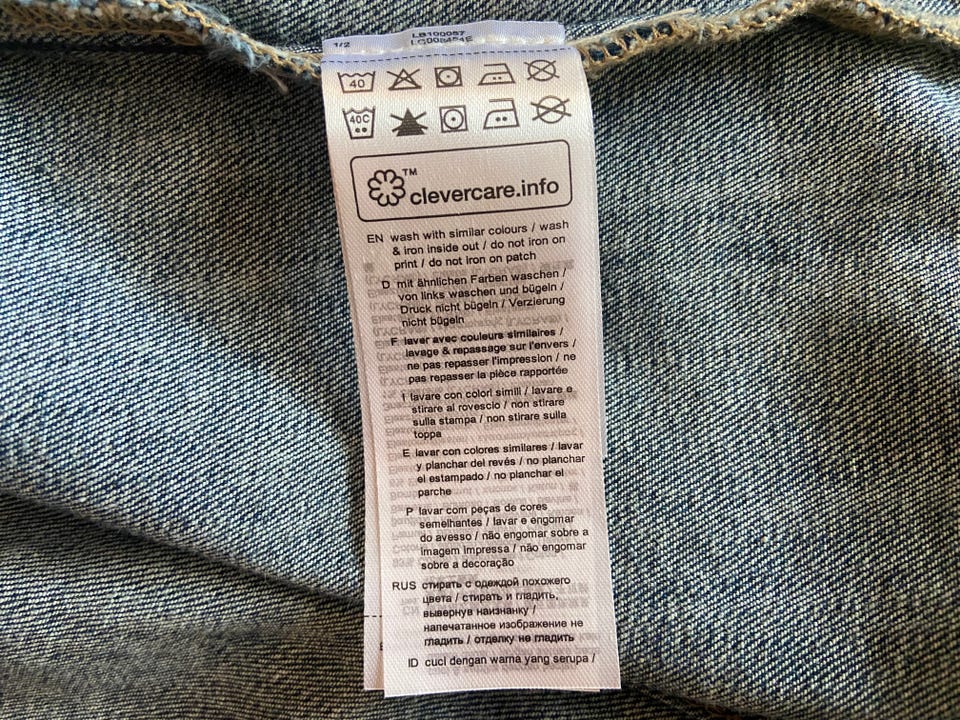 1/2
LB100057
40
40C
TM
clevercare.info
EN wash with similar colours / wash
& iron inside out / do not iron on
print / do not iron on patch
D mit ähnlichen Farben waschen /
von links waschen und bügeln /
Druck nicht bügeln / Verzierung
nicht bügeln
F laver avec couleurs similaires /
lavage & repassage sur l'envers /
ne pas repasser l'impression / ne
pas repasser la pièce rapportée
I lavare con colori simili / lavare e
stirare al rovescio / non stirare
sulla stampa / non stirare sulla
toppa
E lavar con colores similares / lavar
y planchar del revés / no planchar
el estampado / no planchar el
parche
P lavar com peças de cores
semelhantes / lavar e engomar
do avesso / não engomar sobre a
imagem impressa / não engomar
sobre a decoração
RUS стирать с одеждой похожего
цвета / стирать и гладить,
вывернув наизнанку /
напечатанное изображение не
гладить / отделку не гладить
ID cuci dengan warna yang serupa /